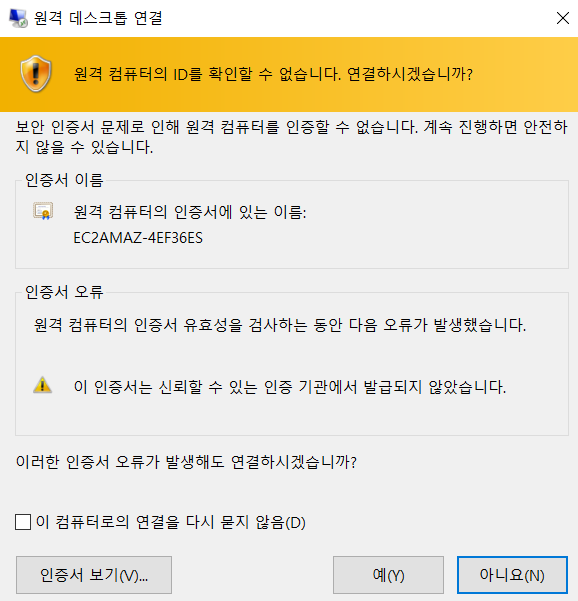 원격 데스크톱 연결
원격 컴퓨터의 ID를 확인할 수 없습니다. 연결하시겠습니까?
보안 인증서 문제로 인해 원격 컴퓨터를 인증할 수 없습니다. 계속 진행하면 안전하
지 않을 수 있습니다.
인증서 이름
원격 컴퓨터의 인증서에 있는 이름:
EC2AMAZ-4EF36ES
인증서 오류
원격 컴퓨터의 인증서 유효성을 검사하는 동안 다음 오류가 발생했습니다.
이 인증서는 신뢰할 수 있는 인증 기관에서 발급되지 않았습니다.
이러한 인증서 오류가 발생해도 연결하시겠습니까?
이 컴퓨터로의 연결을 다시 묻지 않음(D)
인증서 보기(V)... 예(Y) 아니요(N)